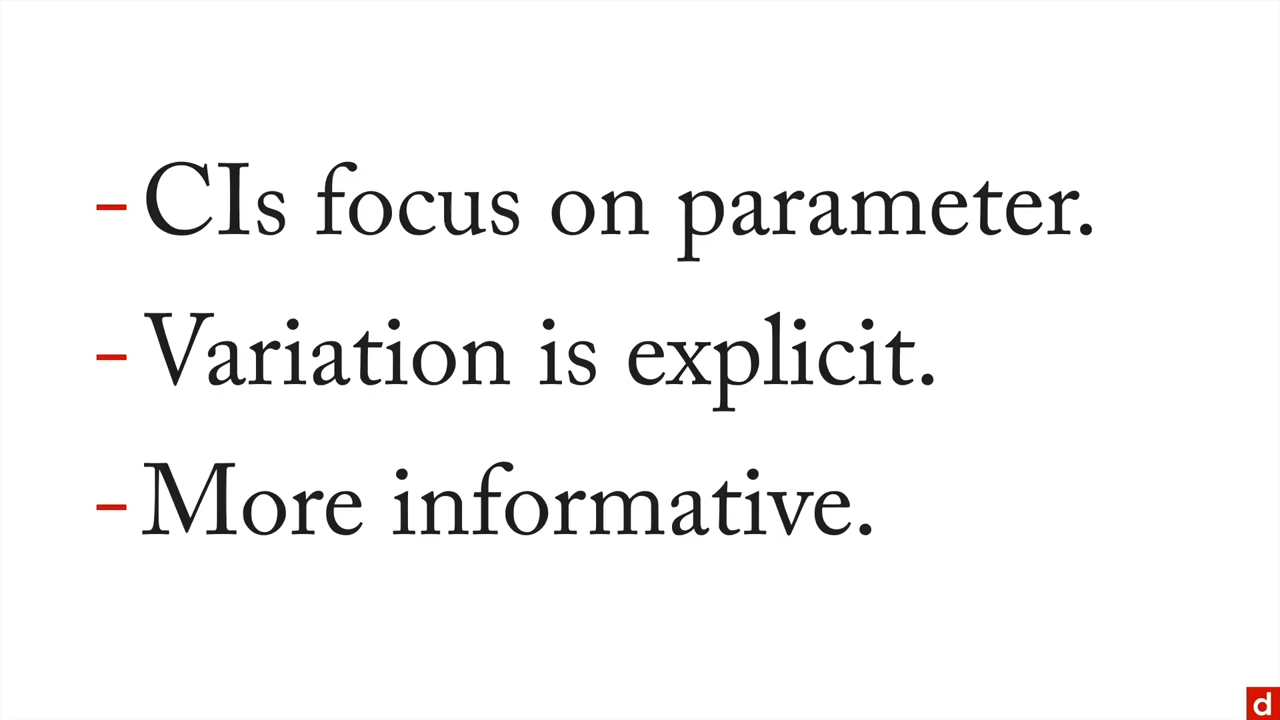 - CIs focus on parameter.
- Variation is explicit.
- More informative.
d